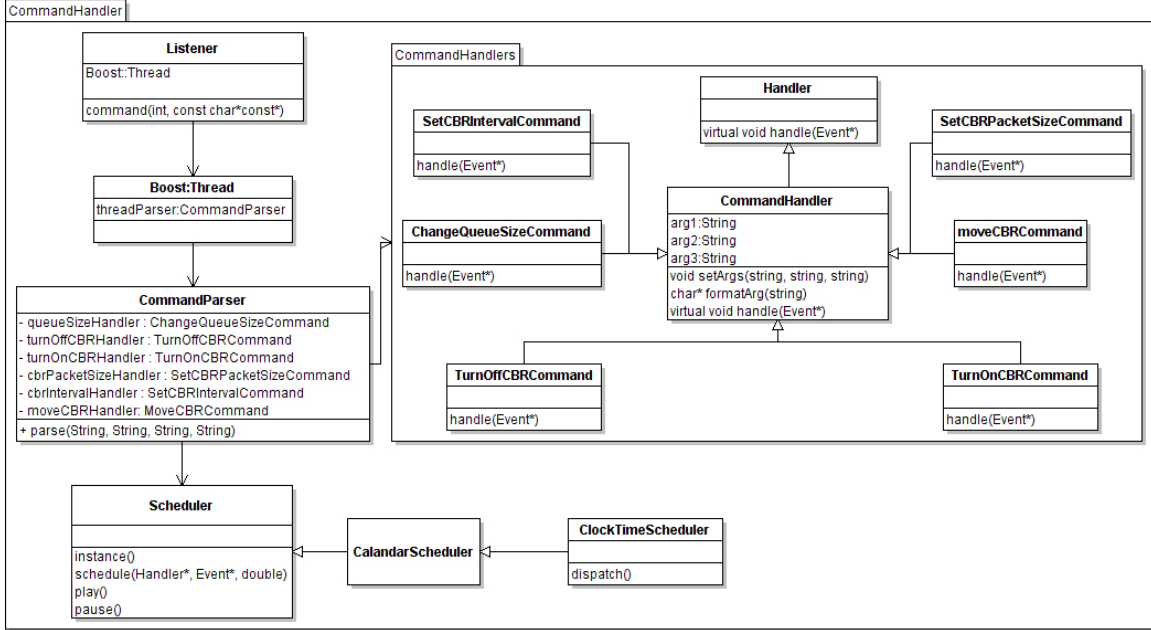 CommandHandler
Listener
Boost::Thread
command(int, const char*const*)
Boost:Thread
threadParser:CommandParser
CommandParser
- queueSizeHandler : ChangeQueueSizeCommand
- turnOffCBRHandler : TurnOffCBRCommand
- turnOnCBRHandler : TurnOnCBRCommand
- cbrPacketSizeHandler : SetCBRPacketSizeCommand
- cbrIntervalHandler : SetCBRIntervalCommand
- moveCBRHandler: MoveCBRCommand
+ parse(String, String, String, String)
CommandHandlers
Handler
virtual void handle(Event*)
SetCBRIntervalCommand
handle(Event*)
SetCBRPacketSizeCommand
handle(Event*)
CommandHandler
arg1:String
arg2:String
arg3:String
void setArgs(string, string, string)
char* formatArg(string)
virtual void handle(Event*)
ChangeQueueSizeCommand
handle(Event*)
moveCBRCommand
handle(Event*)
TurnOffCBRCommand
handle(Event*)
TurnOnCBRCommand
handle(Event*)
Scheduler
instance()
schedule(Handler*, Event*, double)
play()
pause()
CalandarScheduler
ClockTimeScheduler
dispatch()